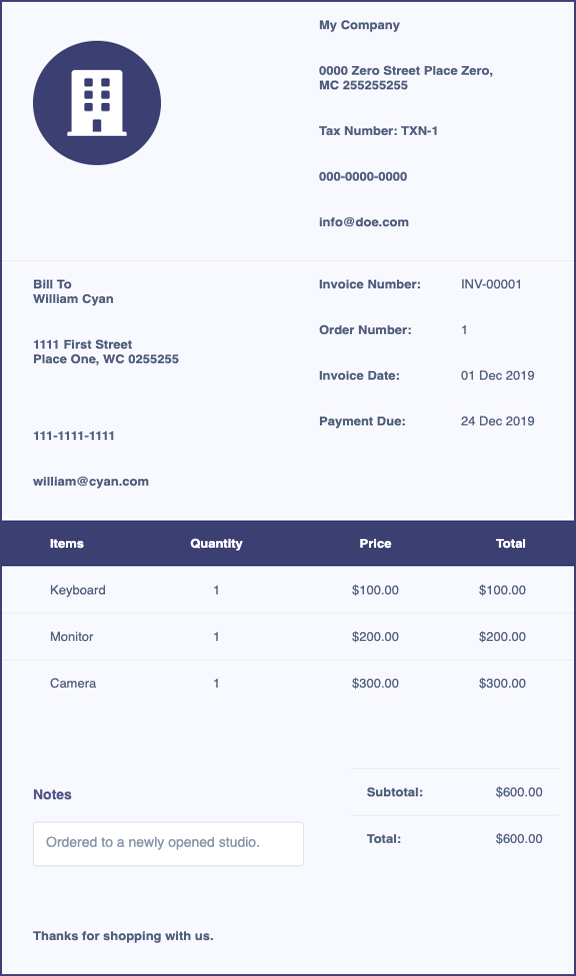 My Company
0000 Zero Street Place Zero,
MC 255255255
Tax Number: TXN-1
000-0000-0000
info@doe.com
Bill To
William Cyan
1111 First Street
Place One, WC 0255255
111-1111-1111
william@cyan.com
Invoice Number: INV-00001
Order Number: 1
Invoice Date: 01 Dec 2019
Payment Due: 24 Dec 2019
Items Quantity Price Total
Keyboard 1 $100.00 $100.00
Monitor 1 $200.00 $200.00
Camera 1 $300.00 $300.00
Subtotal: $600.00
Total: $600.00
Notes
Ordered to a newly opened studio.
Thanks for shopping with us.